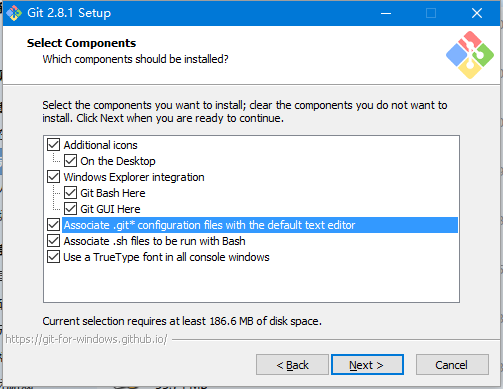 Git 2.8.1 Setup
Select Components
Which components should be installed?
Select the components you want to install; clear the components you do not want to
install. Click Next when you are ready to continue.
Additional icons
On the Desktop
Windows Explorer integration
Git Bash Here
Git GUI Here
Associate .git* configuration files with the default text editor
Associate .sh files to be run with Bash
Use a TrueType font in all console windows
Current selection requires at least 186.6 MB of disk space.
https://git-for-windows.github.io/
< Back
Next >
Cancel